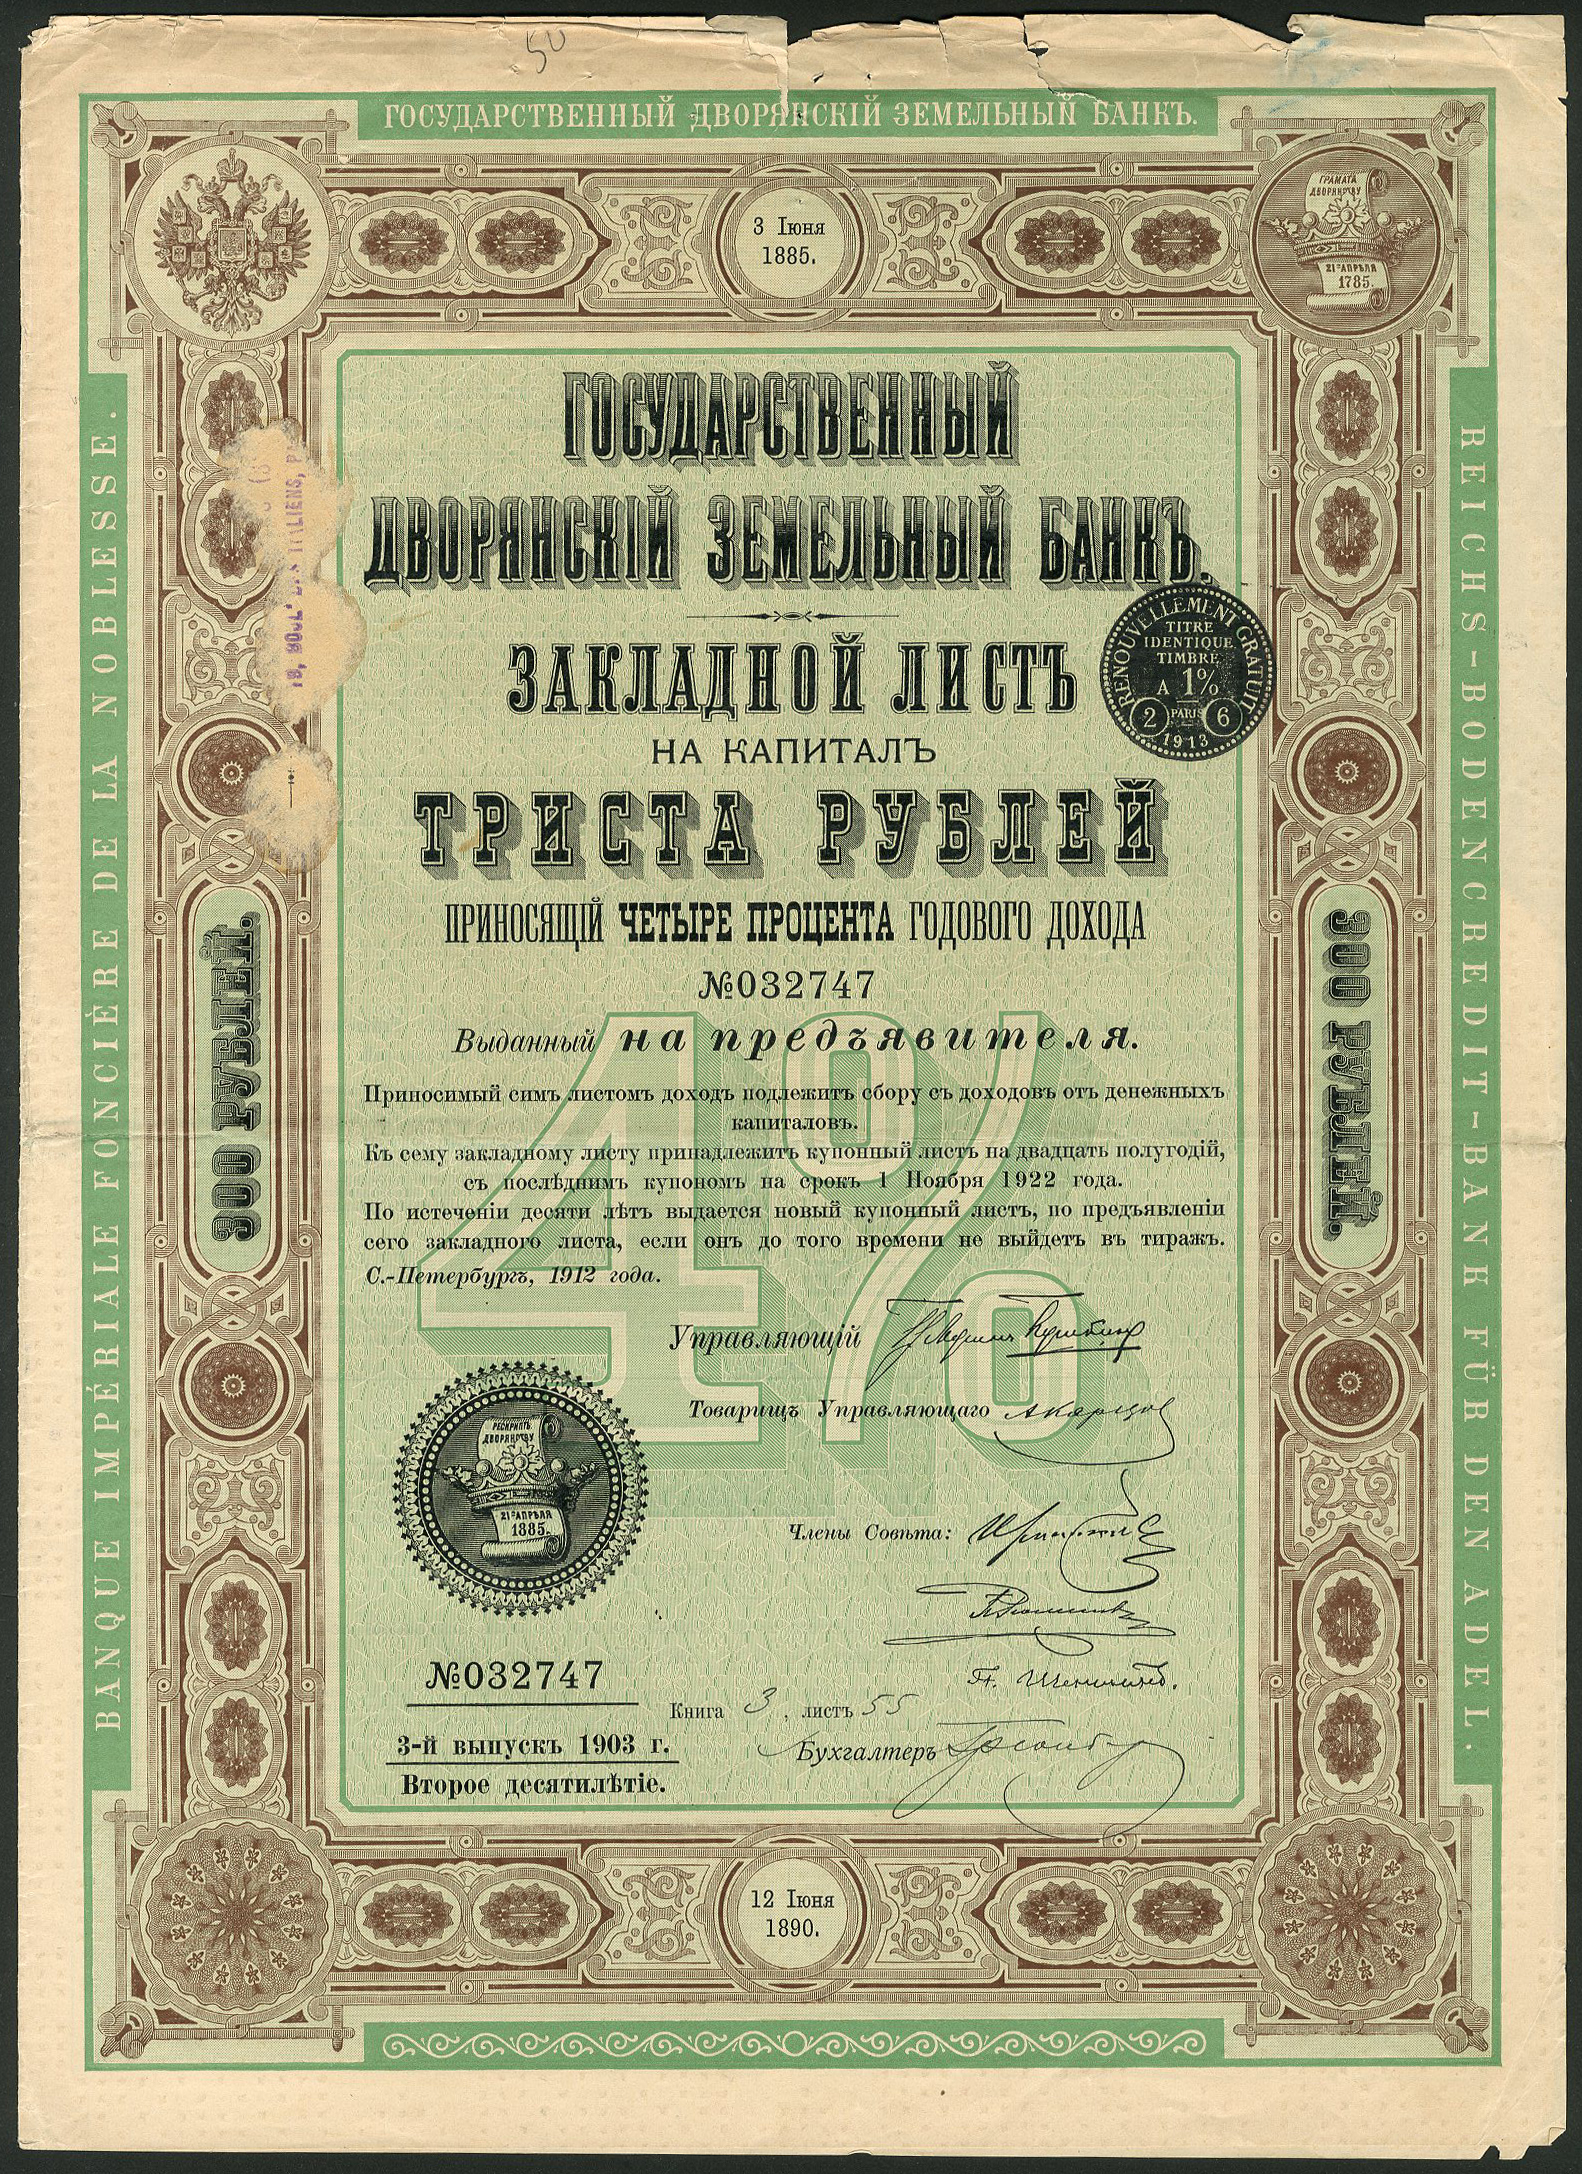 50
ГОСУДАРСТВЕННЫЙ ДВОРЯНСКІЙ ЗЕМЕЛЬНЫЙ БАНКЪ.
3 Іюня
1885.
ГРАМАТА
ДВОРЯНСТВУ
21го АПРѢЛЯ
1785.
BANQUE IMPÉRIALE FONCIÈRE DE LA NOBLESSE.
REICHS-BODENCREDIT-BANK FÜR DEN ADEL.
ГОСУДАРСТВЕННЫЙ
ДВОРЯНСКІЙ ЗЕМЕЛЬНЫЙ БАНКЪ.
RENOUVELLEMENT GRATUIT
TITRE
IDENTIQUE
TIMBRE
A 1%
2 PARIS 6
1913
ЗАКЛАДНОЙ ЛИСТЪ
НА КАПИТАЛЪ
ТРИСТА РУБЛЕЙ
ПРИНОСЯЩІЙ ЧЕТЫРЕ ПРОЦЕНТА ГОДОВОГО ДОХОДА
№032747
Выданный на предъявителя.
300 РУБЛЕЙ.
300 РУБЛЕЙ.
4%
Приносимый симъ листомъ доходъ подлежитъ сбору съ доходовъ отъ денежныхъ
капиталовъ.
Къ сему закладному листу принадлежитъ купонный листъ на двадцать полугодій,
съ послѣднимъ купономъ на срокъ 1 Ноября 1922 года.
По истеченіи десяти лѣтъ выдается новый купонный листъ, по предъявленіи
сего закладного листа, если онъ до того времени не выйдетъ въ тиражъ.
С.-Петербургъ, 1912 года.
Управляющій
Товарищъ Управляющаго
РЕСКРИПТЪ
ДВОРЯНСТВУ
21го АПРѢЛЯ
1885.
Члены Совѣта:
№032747
Книга 3, листъ 55
3-й выпускъ 1903 г.
Бухгалтеръ
Второе десятилѣтіе.
12 Іюня
1890.